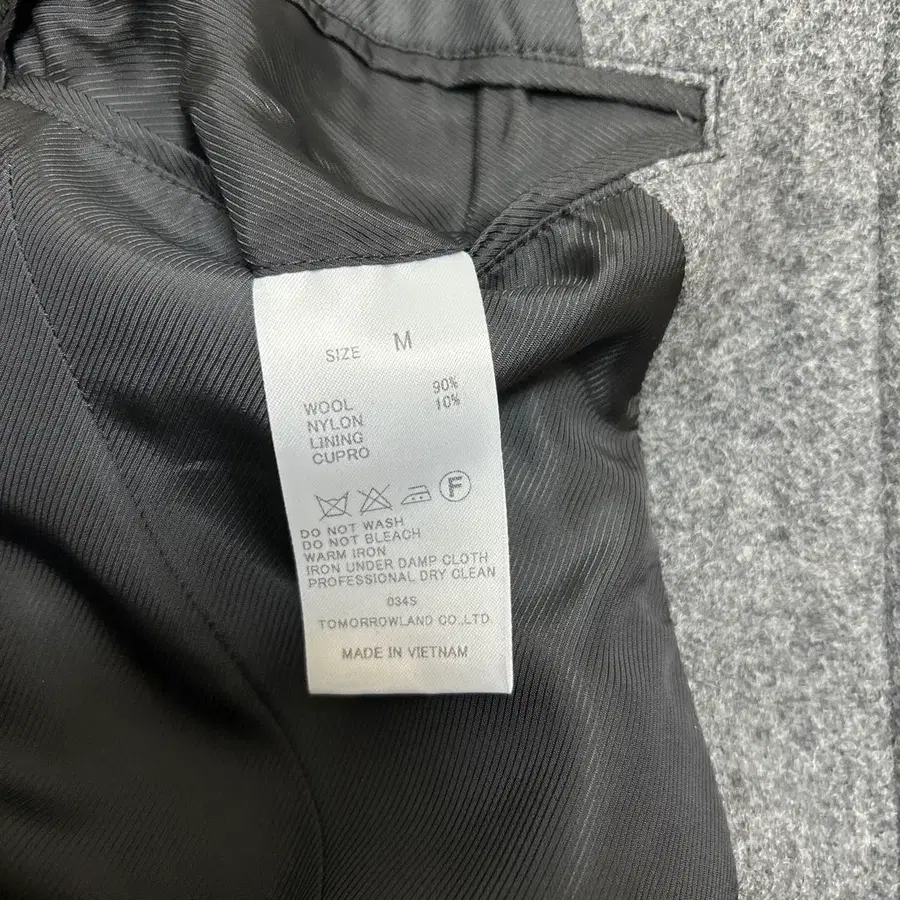 SIZE M
WOOL 90%
NYLON 10%
LINING
CUPRO
F
DO NOT WASH
DO NOT BLEACH
WARM IRON
IRON UNDER DAMP CLOTH
PROFESSIONAL DRY CLEAN
034S
TOMORROWLAND CO.,LTD.
MADE IN VIETNAM